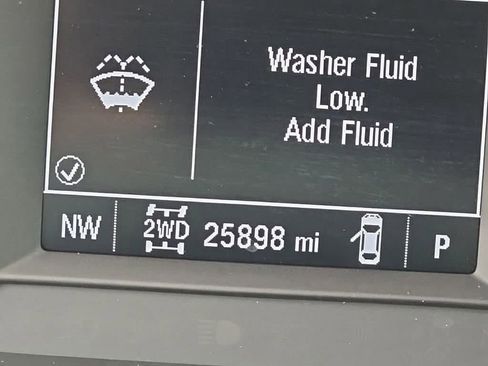 Washer Fluid
Low.
Add Fluid
NW 2WD 25898 mi P